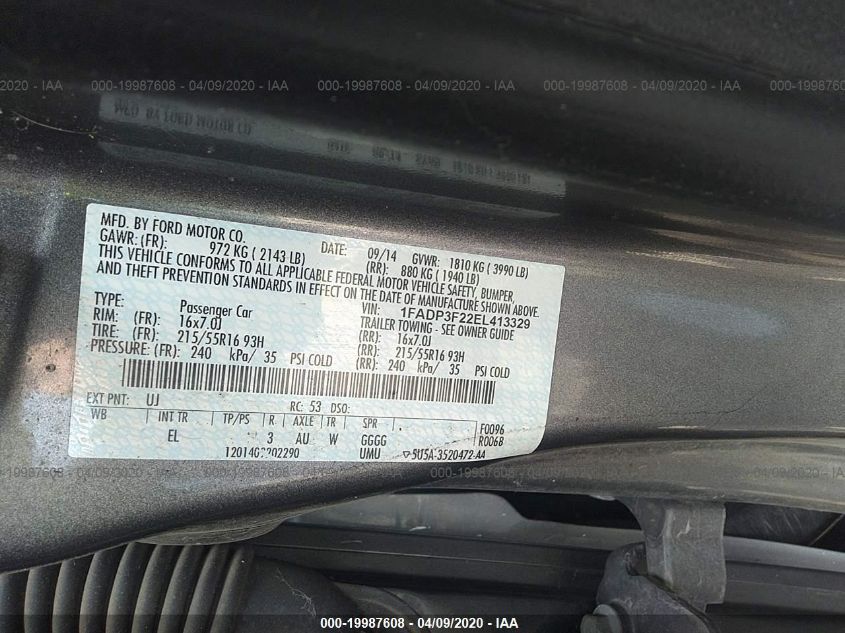 000-19987608 - 04/09/2020 - IAA
MFD. BY FORD MOTOR CO.
DATE: 09/14 GVWR: 1810 KG ( 3990 LB)
GAWR: (FR): 972 KG ( 2143 LB) (RR): 880 KG ( 1940 LB)
THIS VEHICLE CONFORMS TO ALL APPLICABLE FEDERAL MOTOR VEHICLE SAFETY, BUMPER,
AND THEFT PREVENTION STANDARDS IN EFFECT ON THE DATE OF MANUFACTURE SHOWN ABOVE.
VIN: 1FADP3F22EL413329
TYPE: Passenger Car TRAILER TOWING - SEE OWNER GUIDE
RIM: (FR) 16x7.0J (RR): 16x7.0J
TIRE: (FR) 215/55R16 93H (RR): 215/55R16 93H
PRESSURE: (FR) 240 kPa/ 35 PSI COLD (RR) 240 kPa/ 35 PSI COLD
EXT PNT: UJ RC: 53 DSO:
WB INT TR TP/PS R AXLE TR SPR F0096
EL 3 AU W GGGG R006B
UMU 5U5A-3520472-AA
000-19987608 - 04/09/2020 - IAA